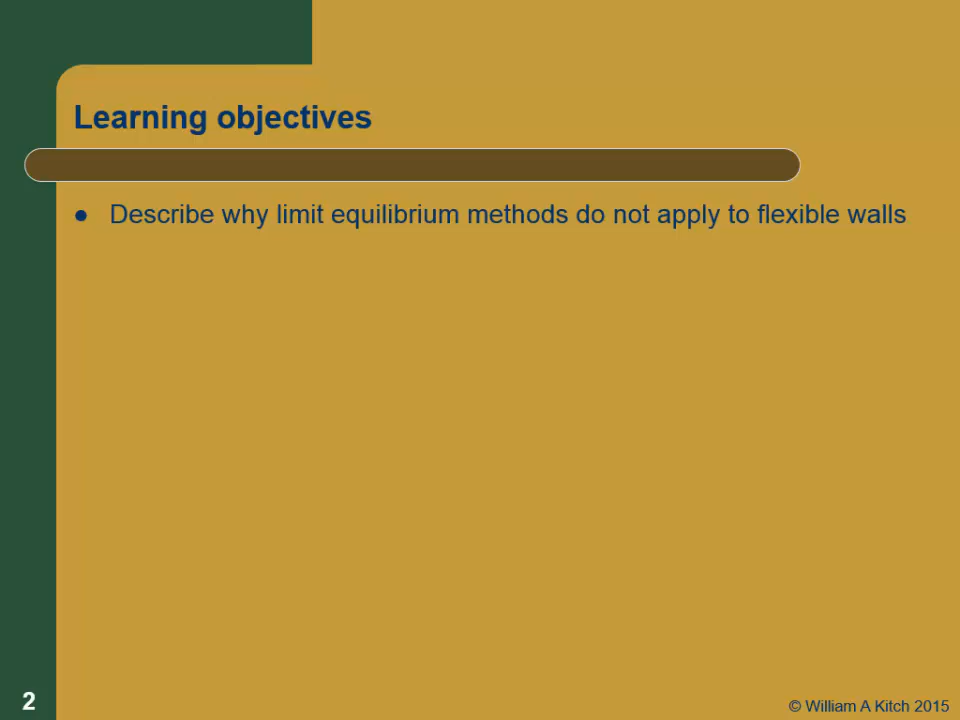 Learning objectives
● Describe why limit equilibrium methods do not apply to flexible walls
2
© William A Kitch 2015